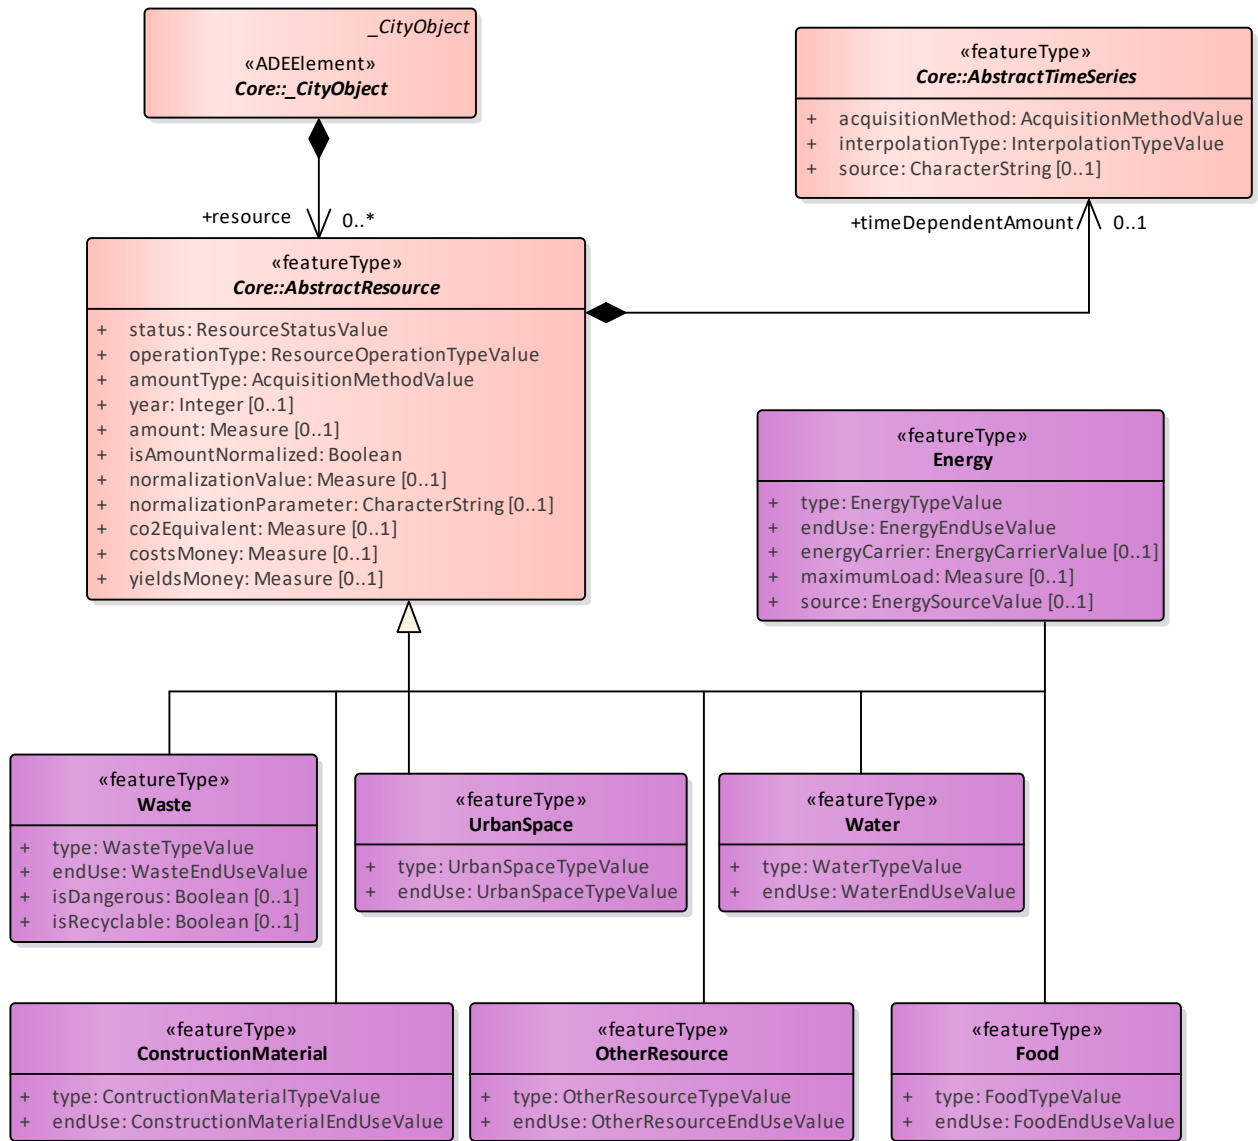 _CityObject
«ADEElement»
Core::_CityObject
«featureType»
Core::AbstractTimeSeries
+ acquisitionMethod: AcquisitionMethodValue
+ interpolationType: InterpolationTypeValue
+ source: CharacterString [0..1]
+resource 0..*
+timeDependentAmount 0..1
«featureType»
Core::AbstractResource
+ status: ResourceStatusValue
+ operationType: ResourceOperationTypeValue
+ amountType: AcquisitionMethodValue
+ year: Integer [0..1]
+ amount: Measure [0..1]
+ isAmountNormalized: Boolean
+ normalizationValue: Measure [0..1]
+ normalizationParameter: CharacterString [0..1]
+ co2Equivalent: Measure [0..1]
+ costsMoney: Measure [0..1]
+ yieldsMoney: Measure [0..1]
«featureType»
Energy
+ type: EnergyTypeValue
+ endUse: EnergyEndUseValue
+ energyCarrier: EnergyCarrierValue [0..1]
+ maximumLoad: Measure [0..1]
+ source: EnergySourceValue [0..1]
«featureType»
Waste
+ type: WasteTypeValue
+ endUse: WasteEndUseValue
+ isDangerous: Boolean [0..1]
+ isRecyclable: Boolean [0..1]
«featureType»
UrbanSpace
+ type: UrbanSpaceTypeValue
+ endUse: UrbanSpaceTypeValue
«featureType»
Water
+ type: WaterTypeValue
+ endUse: WaterEndUseValue
«featureType»
ConstructionMaterial
+ type: ContructionMaterialTypeValue
+ endUse: ConstructionMaterialEndUseValue
«featureType»
OtherResource
+ type: OtherResourceTypeValue
+ endUse: OtherResourceEndUseValue
«featureType»
Food
+ type: FoodTypeValue
+ endUse: FoodEndUseValue